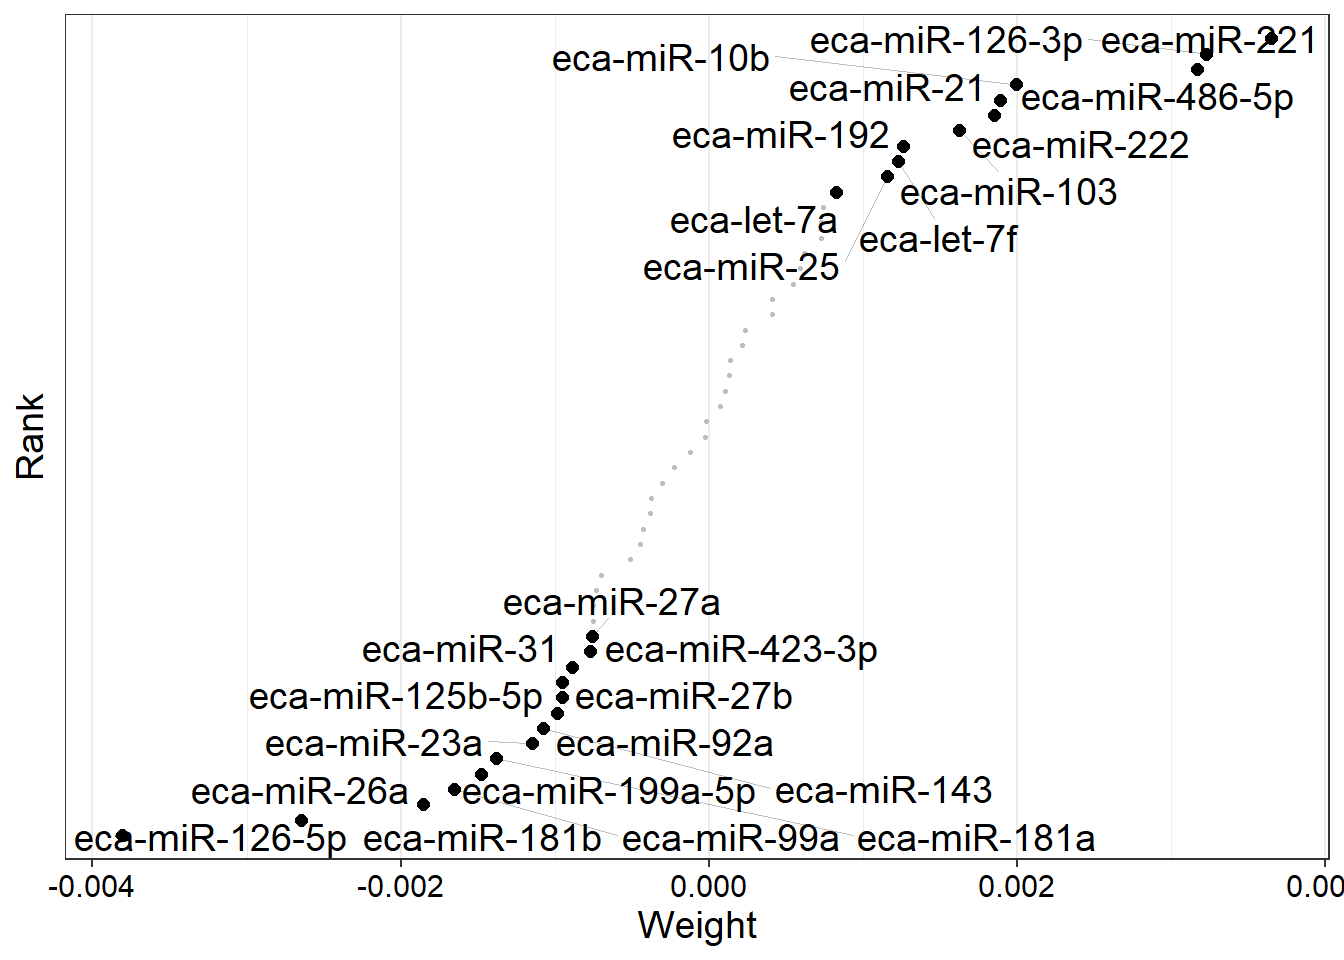 eca-miR-126-3p eca-miR-221
eca-miR-10b
eca-miR-21
eca-miR-486-5p
eca-miR-192
eca-miR-222
eca-miR-103
eca-let-7a
eca-let-7f
eca-miR-25
Rank
eca-miR-27a
eca-miR-31 eca-miR-423-3p
eca-miR-125b-5p eca-miR-27b
eca-miR-23a eca-miR-92a
eca-miR-26a eca-miR-199a-5p eca-miR-143
eca-miR-126-5p eca-miR-181b eca-miR-99a eca-miR-181a
-0.004 -0.002 0.000 0.002 0.00
Weight